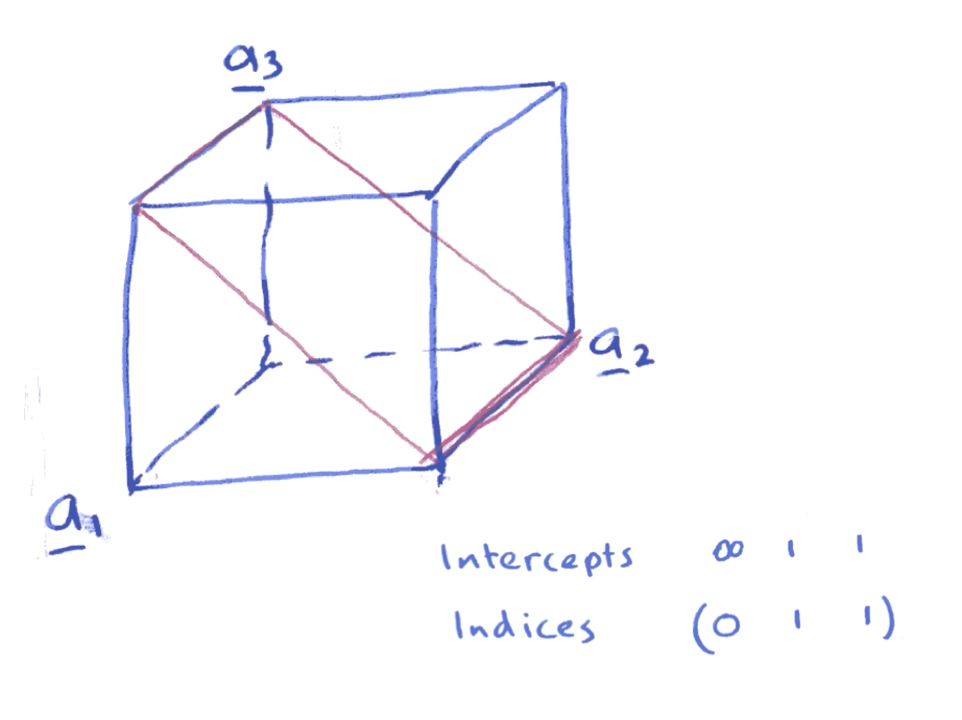 a3
a2
a1
Intercepts ∞ 1 1
Indices (0 1 1)